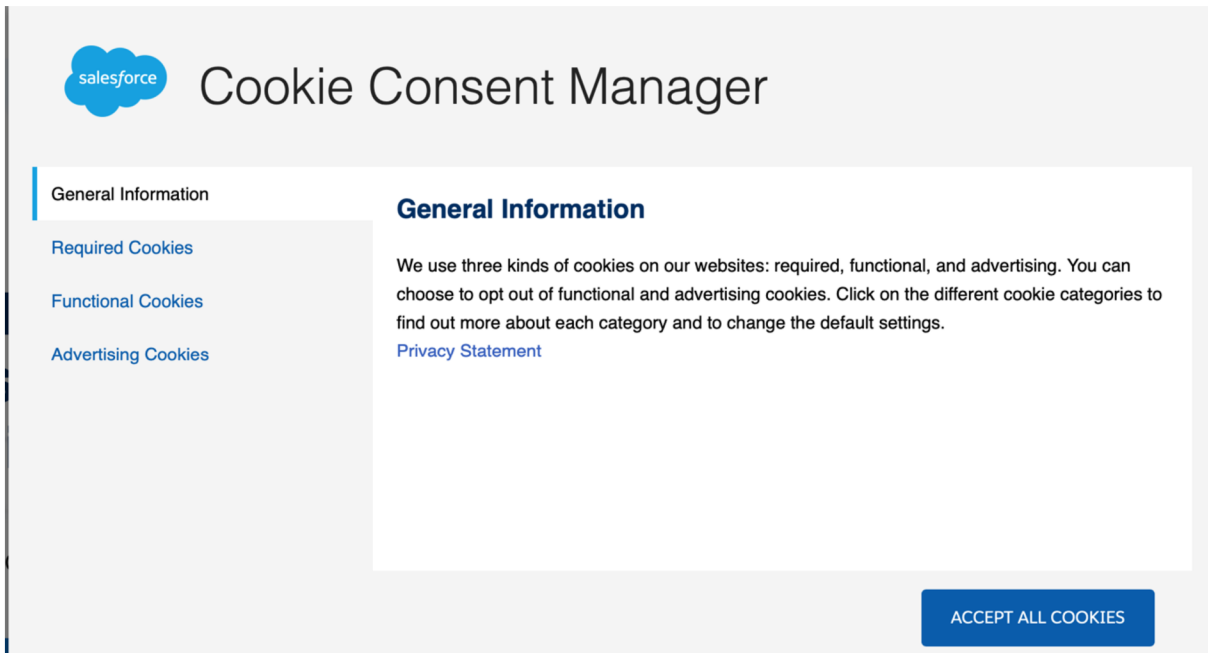 salesforce
Cookie Consent Manager
General Information
Required Cookies
Functional Cookies
Advertising Cookies
General Information
We use three kinds of cookies on our websites: required, functional, and advertising. You can
choose to opt out of functional and advertising cookies. Click on the different cookie categories to
find out more about each category and to change the default settings.
Privacy Statement
ACCEPT ALL COOKIES